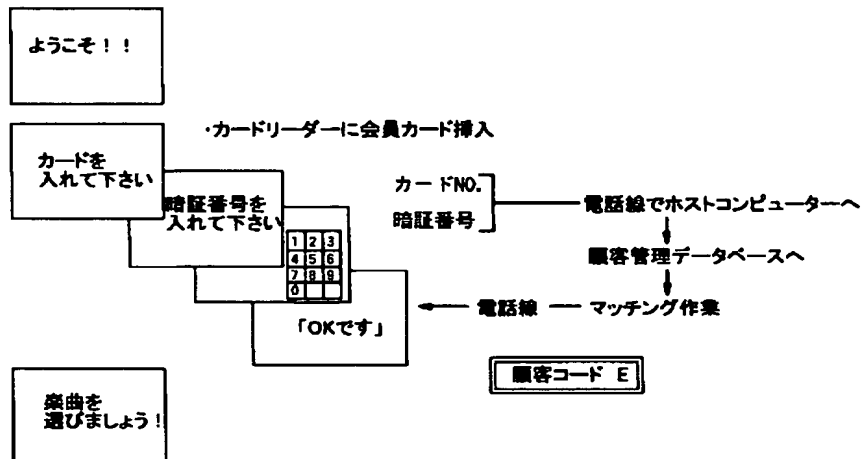 ようこそ！！
・カードリーダーに会員カード挿入
カードを
入れて下さい
暗証番号を
入れて下さい
カードNO.
暗証番号
電話線でホストコンピューターへ
顧客管理データベースへ
マッチング作業
電話線
1 2 3
4 5 6
7 8 9
0
「OKです」
顧客コード E
楽曲を
選びましょう！